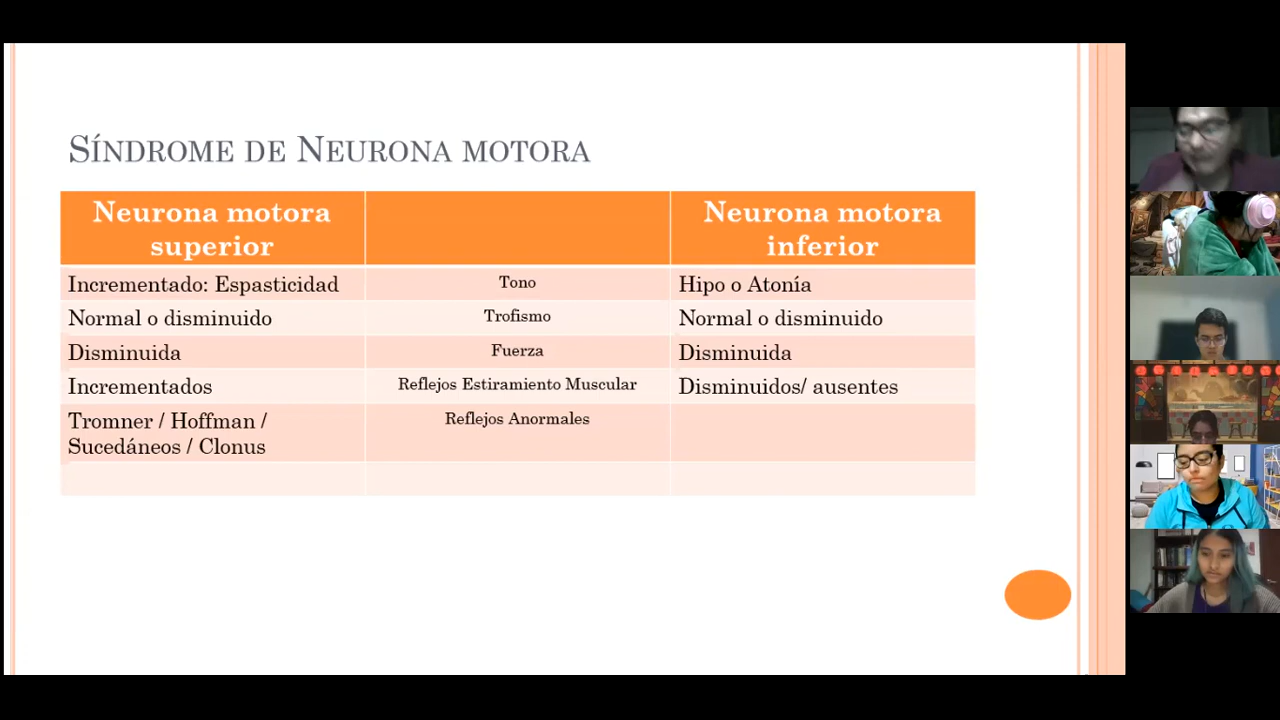 Síndrome de Neurona motora
Neurona motora
superior
Neurona motora
inferior
Incrementado: Espasticidad
Tono
Hipo o Atonía
Normal o disminuido
Trofismo
Normal o disminuido
Disminuida
Fuerza
Disminuida
Incrementados
Reflejos Estiramiento Muscular
Disminuidos/ ausentes
Tromner / Hoffman /
Sucedáneos / Clonus
Reflejos Anormales